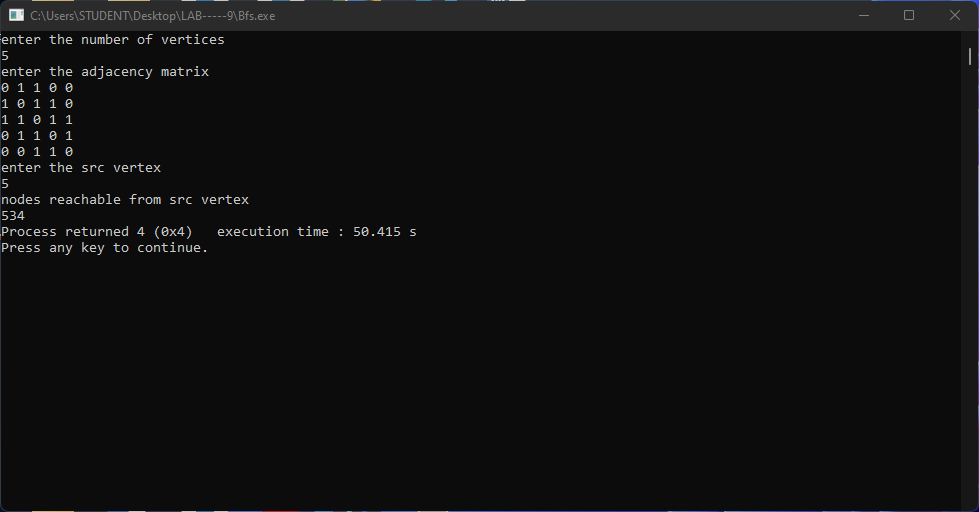 C:\Users\STUDENT\Desktop\LAB-----9\Bfs.exe
enter the number of vertices
5
enter the adjacency matrix
0 1 1 0 0
1 0 1 1 0
1 1 0 1 1
0 1 1 0 1
0 0 1 1 0
enter the src vertex
5
nodes reachable from src vertex
534
Process returned 4 (0x4)   execution time : 50.415 s
Press any key to continue.